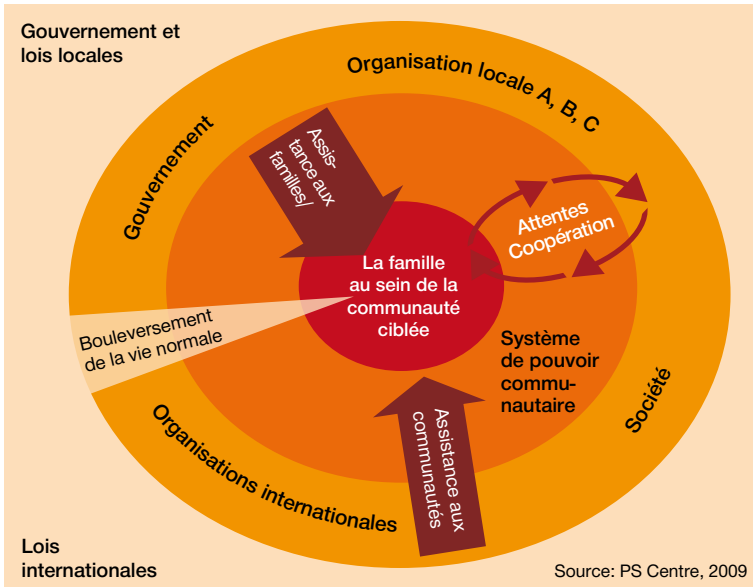 Gouvernement et
lois locales
Organisation locale A, B, C
Gouvernement
Assis-
tance aux
familles/
Attentes
Coopération
La famille
au sein de la
communauté
ciblée
Bouleversement
de la vie normale
Système
de pouvoir
commu-
nautaire
Société
Organisations internationales
Assistance aux
communautés
Lois
internationales
Source: PS Centre, 2009